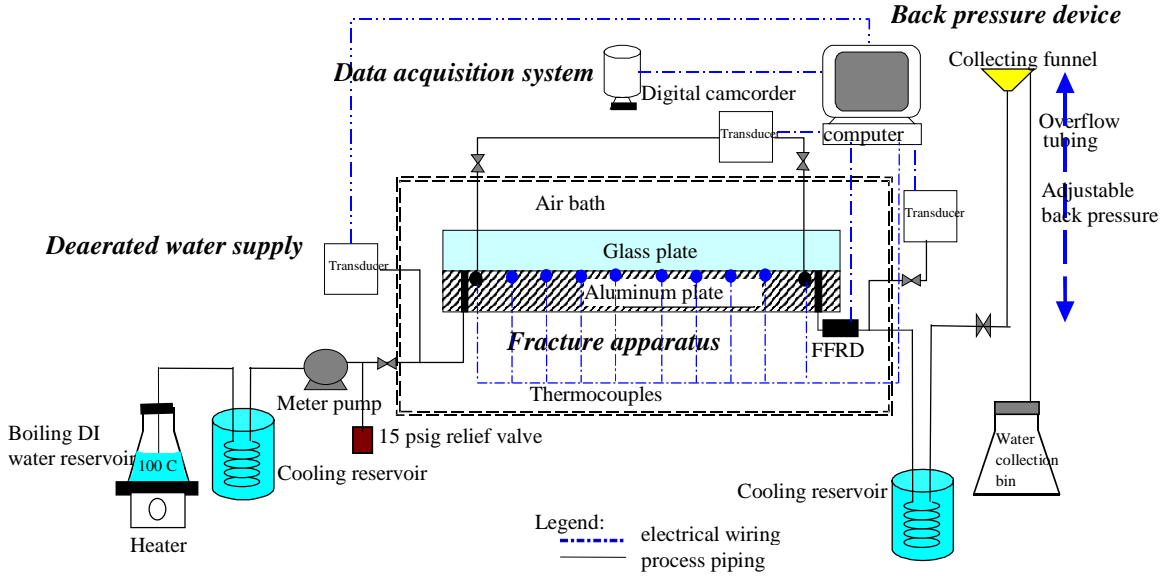 Back pressure device
Collecting funnel
Data acquisition system
Digital camcorder
Transducer
computer
Overflow
tubing
Air bath
Adjustable
back pressure
Transducer
Deaerated water supply
Glass plate
Transducer
Aluminum plate
Fracture apparatus
FFRD
Thermocouples
Meter pump
Boiling DI
water reservoir
100 C
15 psig relief valve
Cooling reservoir
Water
collection
bin
Cooling reservoir
Heater
Legend:
electrical wiring
process piping